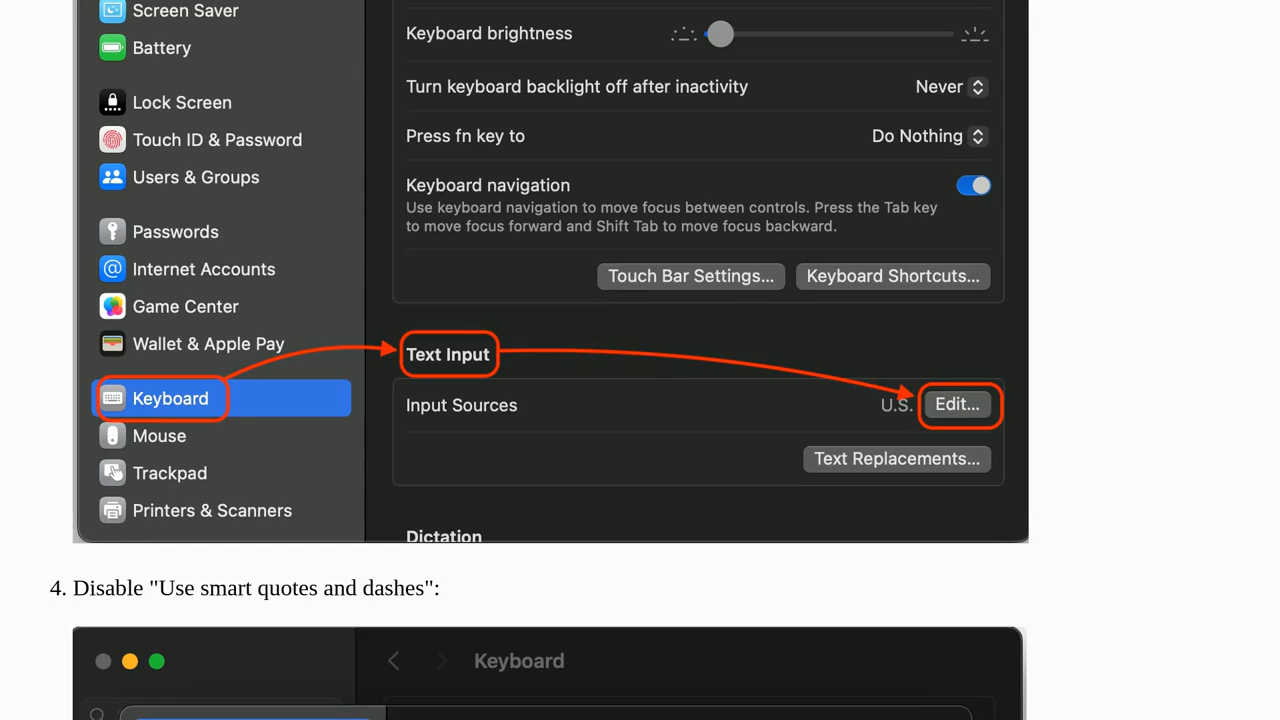 Screen Saver
Battery
Lock Screen
Touch ID & Password
Users & Groups
Passwords
Internet Accounts
Game Center
Wallet & Apple Pay
Keyboard
Mouse
Trackpad
Printers & Scanners
Keyboard brightness
Turn keyboard backlight off after inactivity Never
Press fn key to Do Nothing
Keyboard navigation
Use keyboard navigation to move focus between controls. Press the Tab key
to move focus forward and Shift Tab to move focus backward.
Touch Bar Settings... Keyboard Shortcuts...
Text Input
Input Sources U.S. Edit...
Text Replacements...
Dictation
4. Disable "Use smart quotes and dashes":
Keyboard